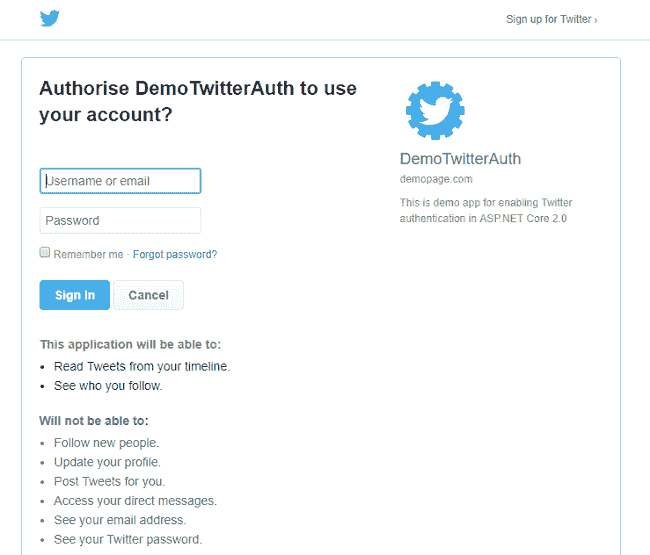 Sign up for Twitter ›
Authorise DemoTwitterAuth to use
your account?
Username or email
Password
Remember me · Forgot password?
Sign In
Cancel
DemoTwitterAuth
demopage.com
This is demo app for enabling Twitter
authentication in ASP.NET Core 2.0
This application will be able to:
• Read Tweets from your timeline.
• See who you follow.
Will not be able to:
• Follow new people.
• Update your profile.
• Post Tweets for you.
• Access your direct messages.
• See your email address.
• See your Twitter password.